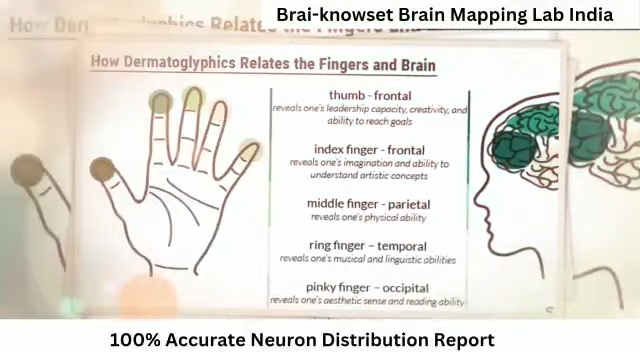 Brai-knowset Brain Mapping Lab India
How Dermatoglyphics Relates the Fingers and Brain
thumb - frontal
reveals one's leadership capacity, creativity, and
ability to reach goals
index finger - frontal
reveals one's imagination and ability to
understand artistic concepts
middle finger - parietal
reveals one's physical ability
ring finger – temporal
reveals one's musical and linguistic abilities
pinky finger – occipital
reveals one's aesthetic sense and reading ability
100% Accurate Neuron Distribution Report